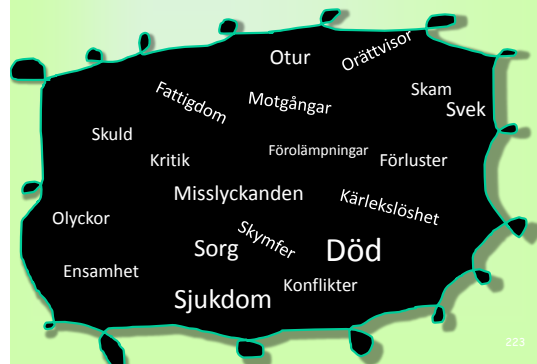 Otur
Orättvisor
Fattigdom
Motgångar
Skam
Svek
Skuld
Kritik
Förolämpningar
Förluster
Misslyckanden
Kärlekslöshet
Olyckor
Skymfer
Sorg
Död
Ensamhet
Konflikter
Sjukdom
223